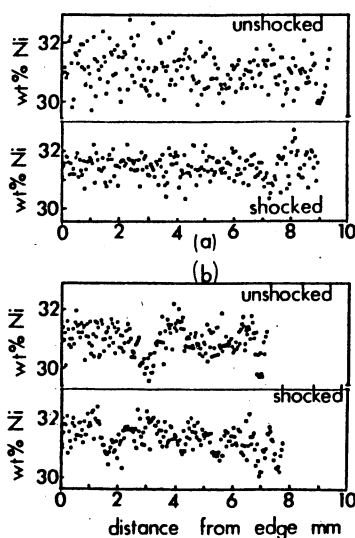 unshocked
32
wt% Ni
30
32
wt% Ni
30
shocked
0 2 4 6 8 10
(a)
(b)
unshocked
32
wt% Ni
30
shocked
32
wt% Ni
30
0 2 4 6 8 10
distance from edge mm